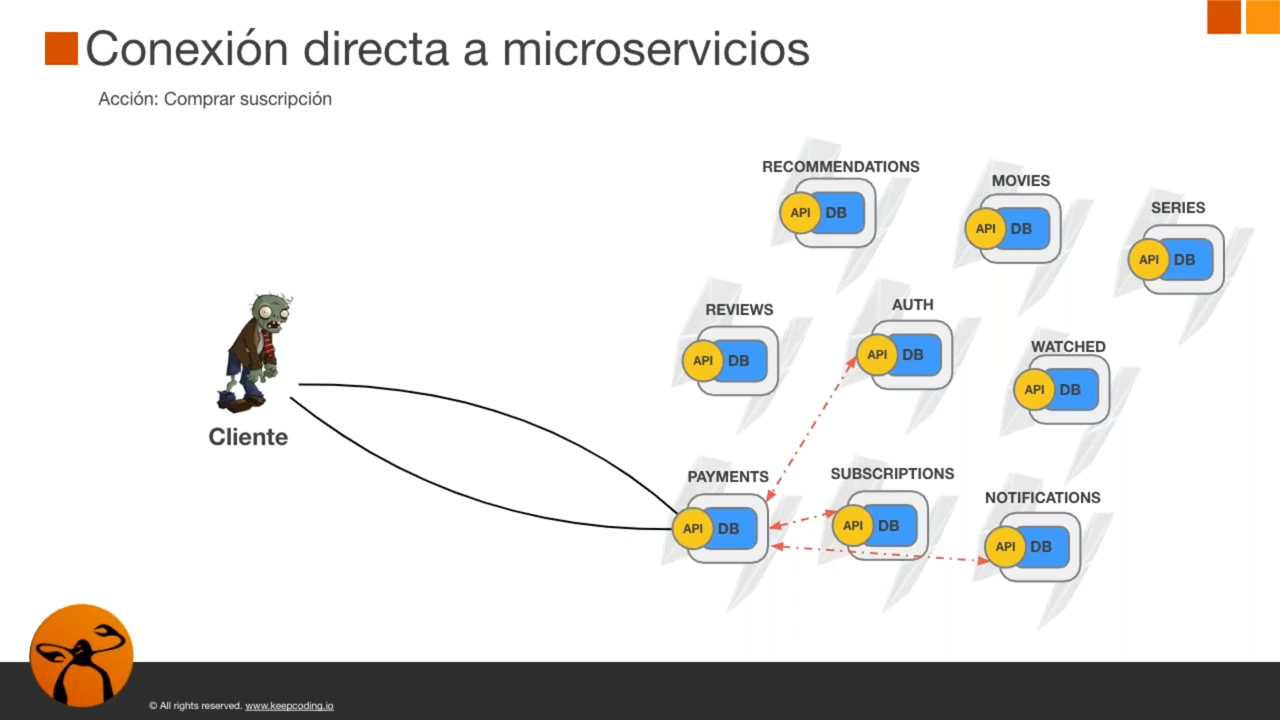 Conexión directa a microservicios
Acción: Comprar suscripción
RECOMMENDATIONS
API DB
MOVIES
API DB
SERIES
API DB
REVIEWS
API DB
AUTH
API DB
WATCHED
API DB
Cliente
PAYMENTS
API DB
SUBSCRIPTIONS
API DB
NOTIFICATIONS
API DB
© All rights reserved. www.keepcoding.io